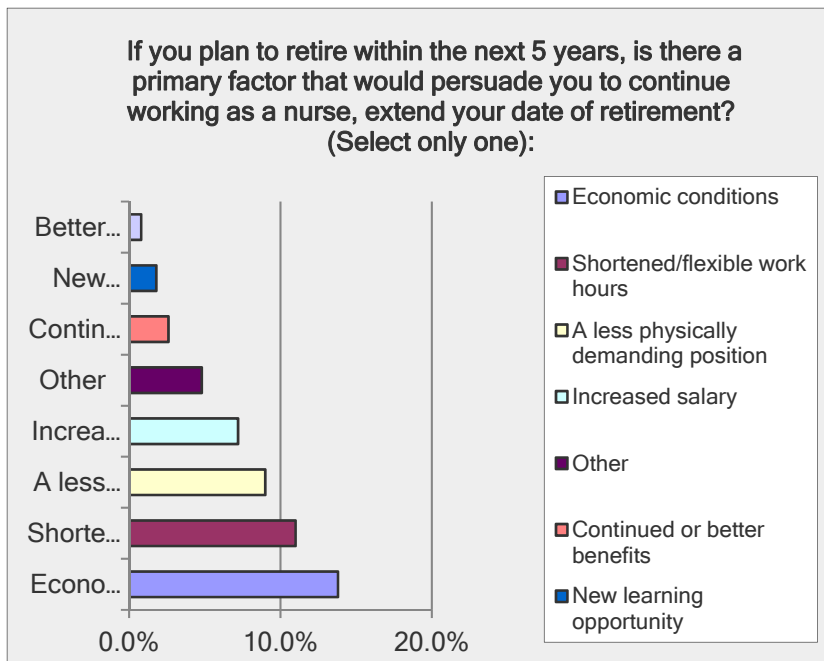 If you plan to retire within the next 5 years, is there a
primary factor that would persuade you to continue
working as a nurse, extend your date of retirement?
(Select only one):
Better...
New...
Contin...
Other
Increa...
A less...
Shorte...
Econo...
0.0%
10.0%
20.0%
Economic conditions
Shortened/flexible work
hours
A less physically
demanding position
Increased salary
Other
Continued or better
benefits
New learning
opportunity